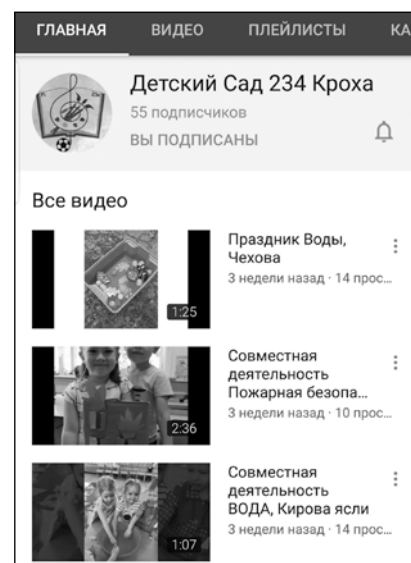 ГЛАВНАЯ ВИДЕО ПЛЕЙЛИСТЫ КА
Детский Сад 234 Кроха
55 подписчиков
ВЫ ПОДПИСАНЫ
Все видео
Праздник Воды,
Чехова
3 недели назад · 14 прос...
1:25
Совместная
деятельность
Пожарная безопа...
3 недели назад · 10 прос...
2:36
Совместная
деятельность
ВОДА, Кирова ясли
3 недели назад · 14 прос...
1:07